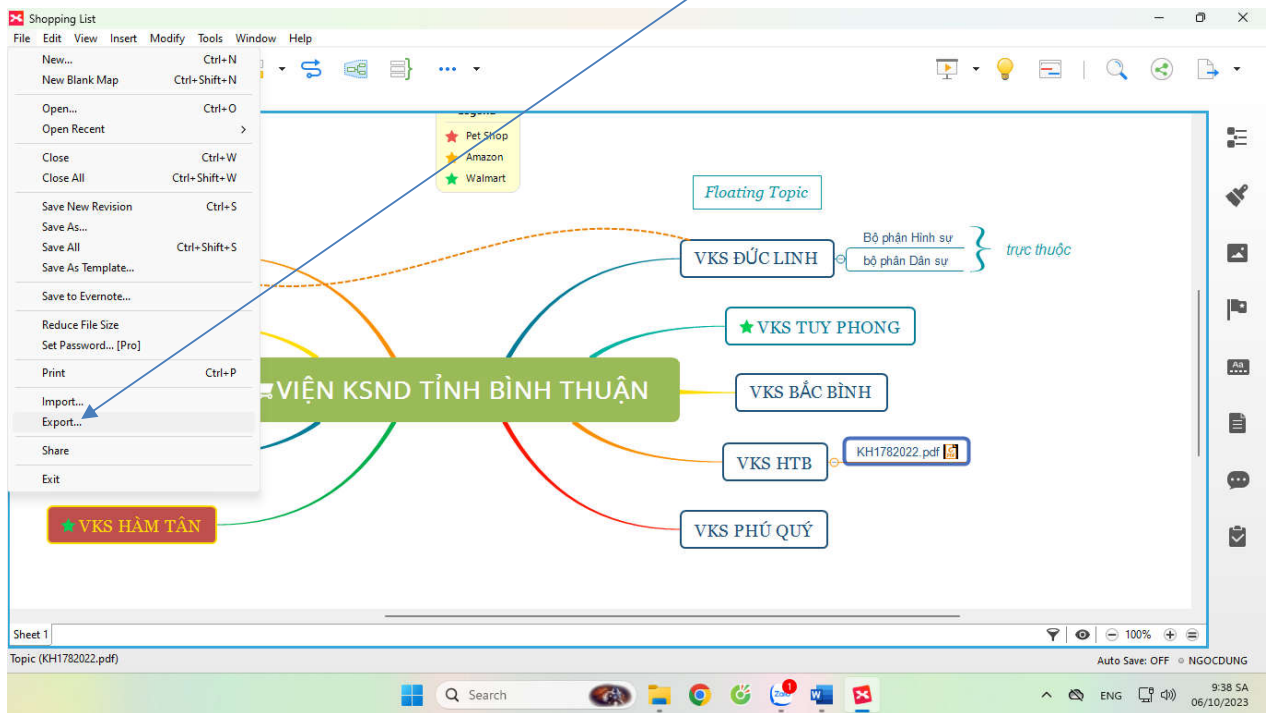 Shopping List
File Edit View Insert Modify Tools Window Help
New... Ctrl+N
New Blank Map Ctrl+Shift+N
Open... Ctrl+O
Open Recent >
Close Ctrl+W
Close All Ctrl+Shift+W
Save New Revision Ctrl+S
Save As...
Save All Ctrl+Shift+S
Save As Template...
Save to Evernote...
Reduce File Size
Set Password... [Pro]
Print Ctrl+P
Import...
Export...
Share
Exit
Legend
Pet Shop
Amazon
Walmart
Floating Topic
VKS ĐỨC LINH
Bộ phận Hình sự
bộ phân Dân sự
trực thuộc
VKS TUY PHONG
VIỆN KSND TỈNH BÌNH THUẬN
VKS BẮC BÌNH
VKS HTB
KH1782022.pdf
VKS HÀM TÂN
VKS PHÚ QUÝ
Aa
Sheet 1
100%
Topic (KH1782022.pdf)
Auto Save: OFF NGOCDUNG
Search
Zalo
1
ENG
9:38 SA
06/10/2023